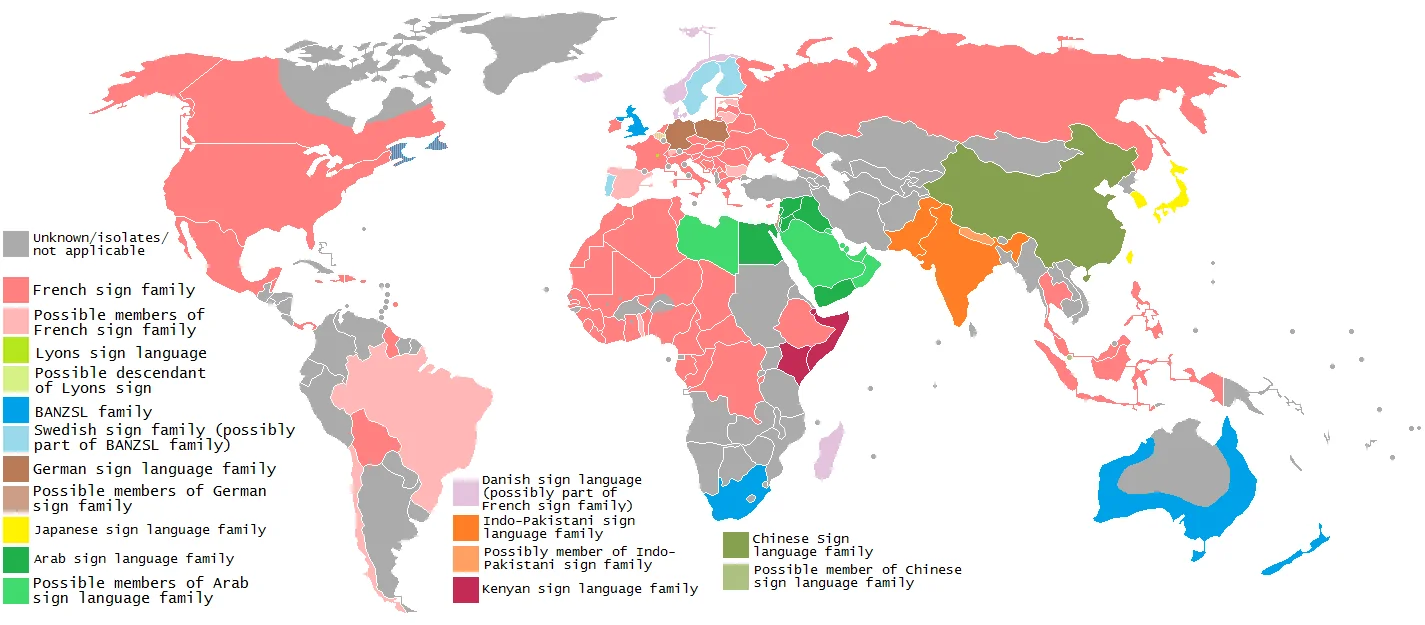 Unknown/isolates/
not applicable
French sign family
Possible members of
French sign family
Lyons sign language
Possible descendant
of Lyons sign
BANZSL family
Swedish sign family (possibly
part of BANZSL family)
German sign language family
Possible members of German
sign family
Japanese sign language family
Arab sign language family
Possible members of Arab
sign language family
Danish sign language
(possibly part of
French sign family)
Indo-Pakistani sign
language family
Possibly member of Indo-
Pakistani sign family
Kenyan sign language family
Chinese Sign
language family
Possible member of Chinese
sign language family